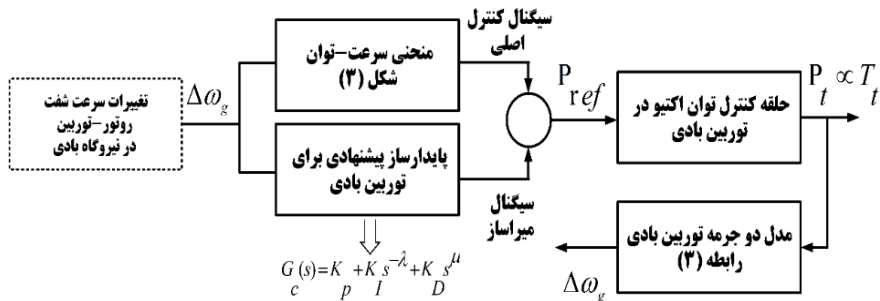 تغییرات سرعت شفت
روتور-توربین
در نیروگاه بادی
Δω_g
منحنی سرعت-توان
شکل (۳)
پایدارساز پیشنهادی برای
توربین بادی
G_c(s)=K_p+K_I s^{-λ}+K_D s^μ
سیگنال کنترل
اصلی
سیگنال
میراساز
P_ref
حلقه کنترل توان اکتیو در
توربین بادی
P_t ∝ T_t
مدل دو جرمه توربین بادی
رابطه (۳)
Δω_g